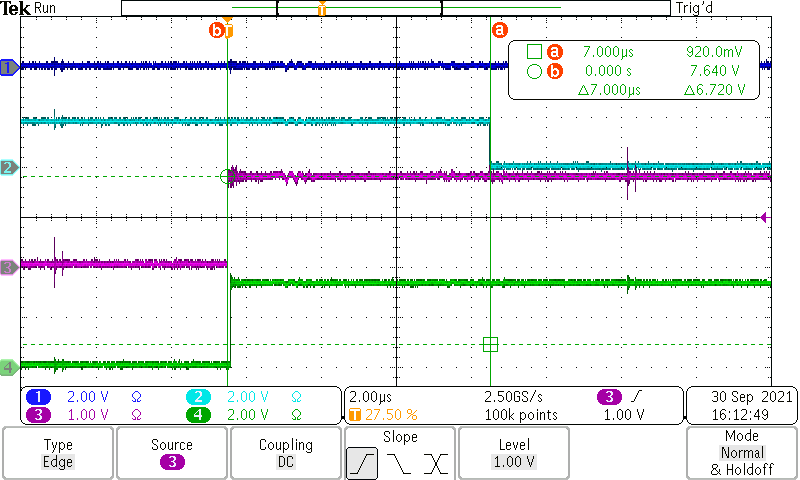 Tek Run Trig'd
T
b T a
a 7.000µs 920.0mV
b 0.000 s 7.640 V
Δ7.000µs Δ6.720 V
1
2
3
4
1 2.00 V Ω 2 2.00 V Ω 2.00µs 2.50GS/s 3 30 Sep 2021
3 1.00 V Ω 4 2.00 V Ω T 27.50 % 100k points 1.00 V 16:12:49
Type Source Coupling Slope Level Mode
Edge 3 DC 1.00 V Normal
& Holdoff